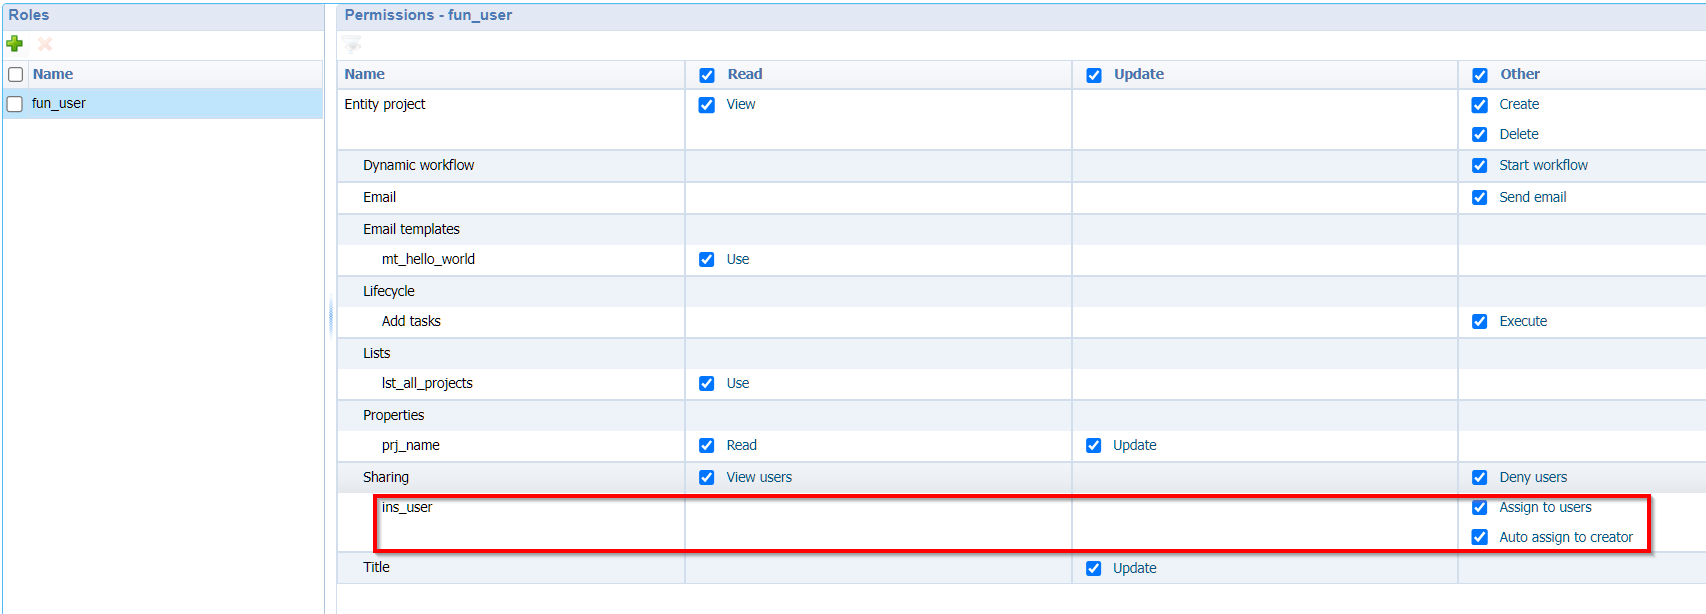 Roles
Permissions - fun_user
Name
Name Read Update Other
fun_user
Entity project View Create
Delete
Dynamic workflow Start workflow
Email Send email
Email templates
mt_hello_world Use
Lifecycle
Add tasks Execute
Lists
lst_all_projects Use
Properties
prj_name Read Update
Sharing View users Deny users
ins_user Assign to users
Auto assign to creator
Title Update